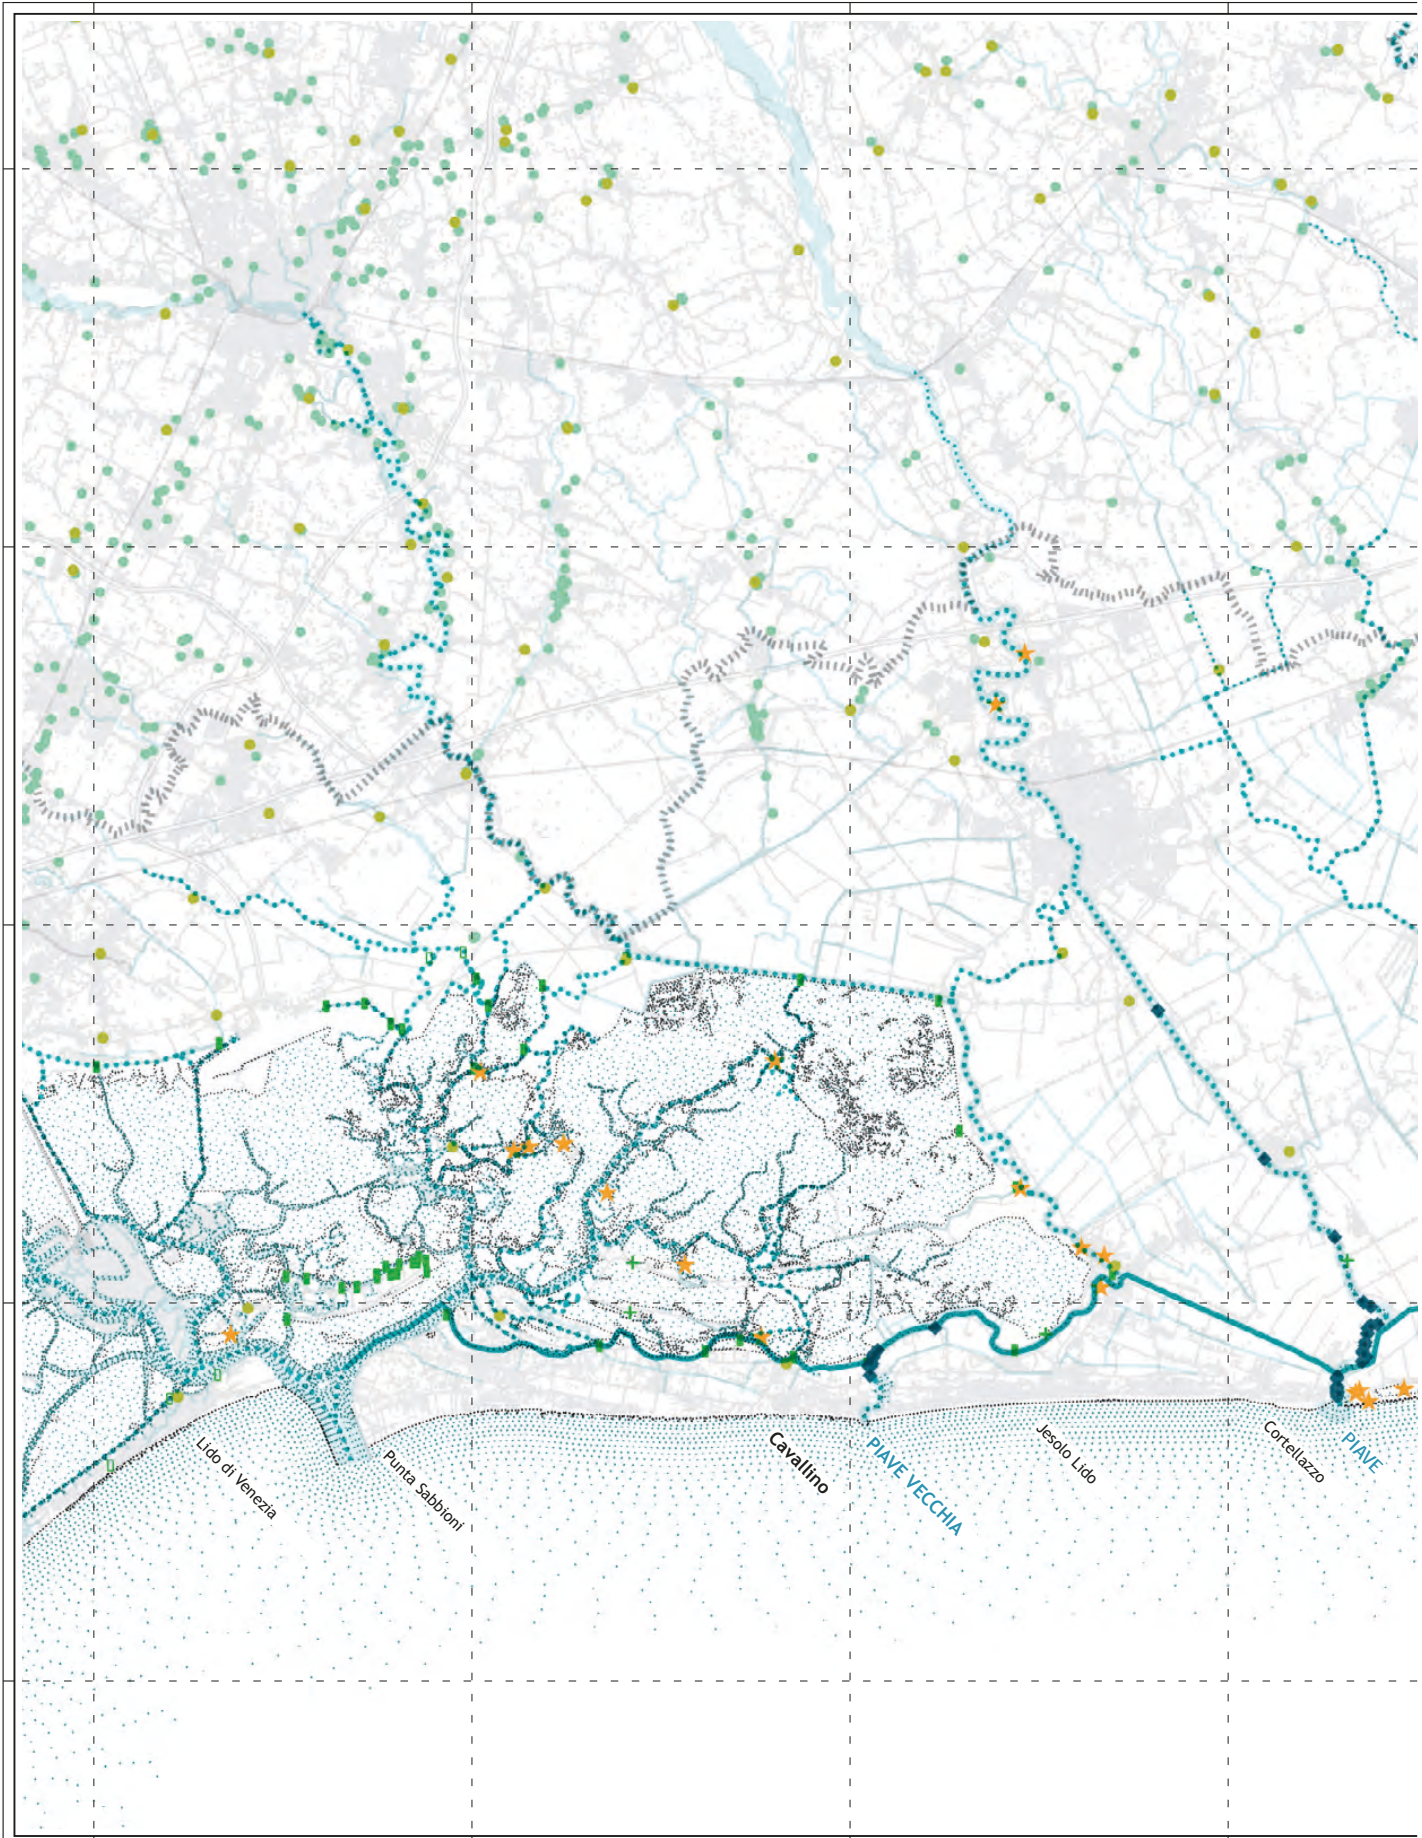 Lido di Venezia
Punta Sabbioni
Cavallino
PIAVE VECCHIA
Jesolo Lido
Cortellazzo
PIAVE